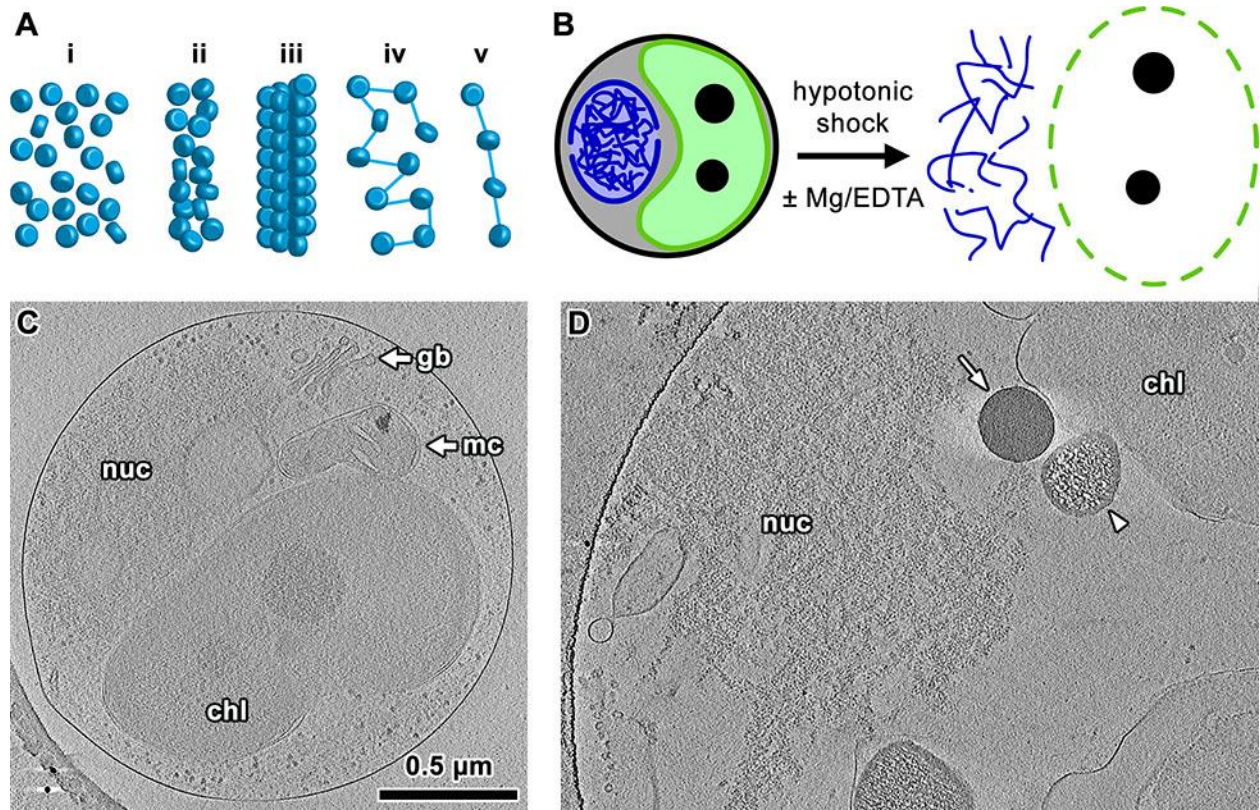 A
i ii iii iv v
B
hypotonic
shock
± Mg/EDTA
C
gb
mc
nuc
chl
0.5 µm
D
chl
nuc